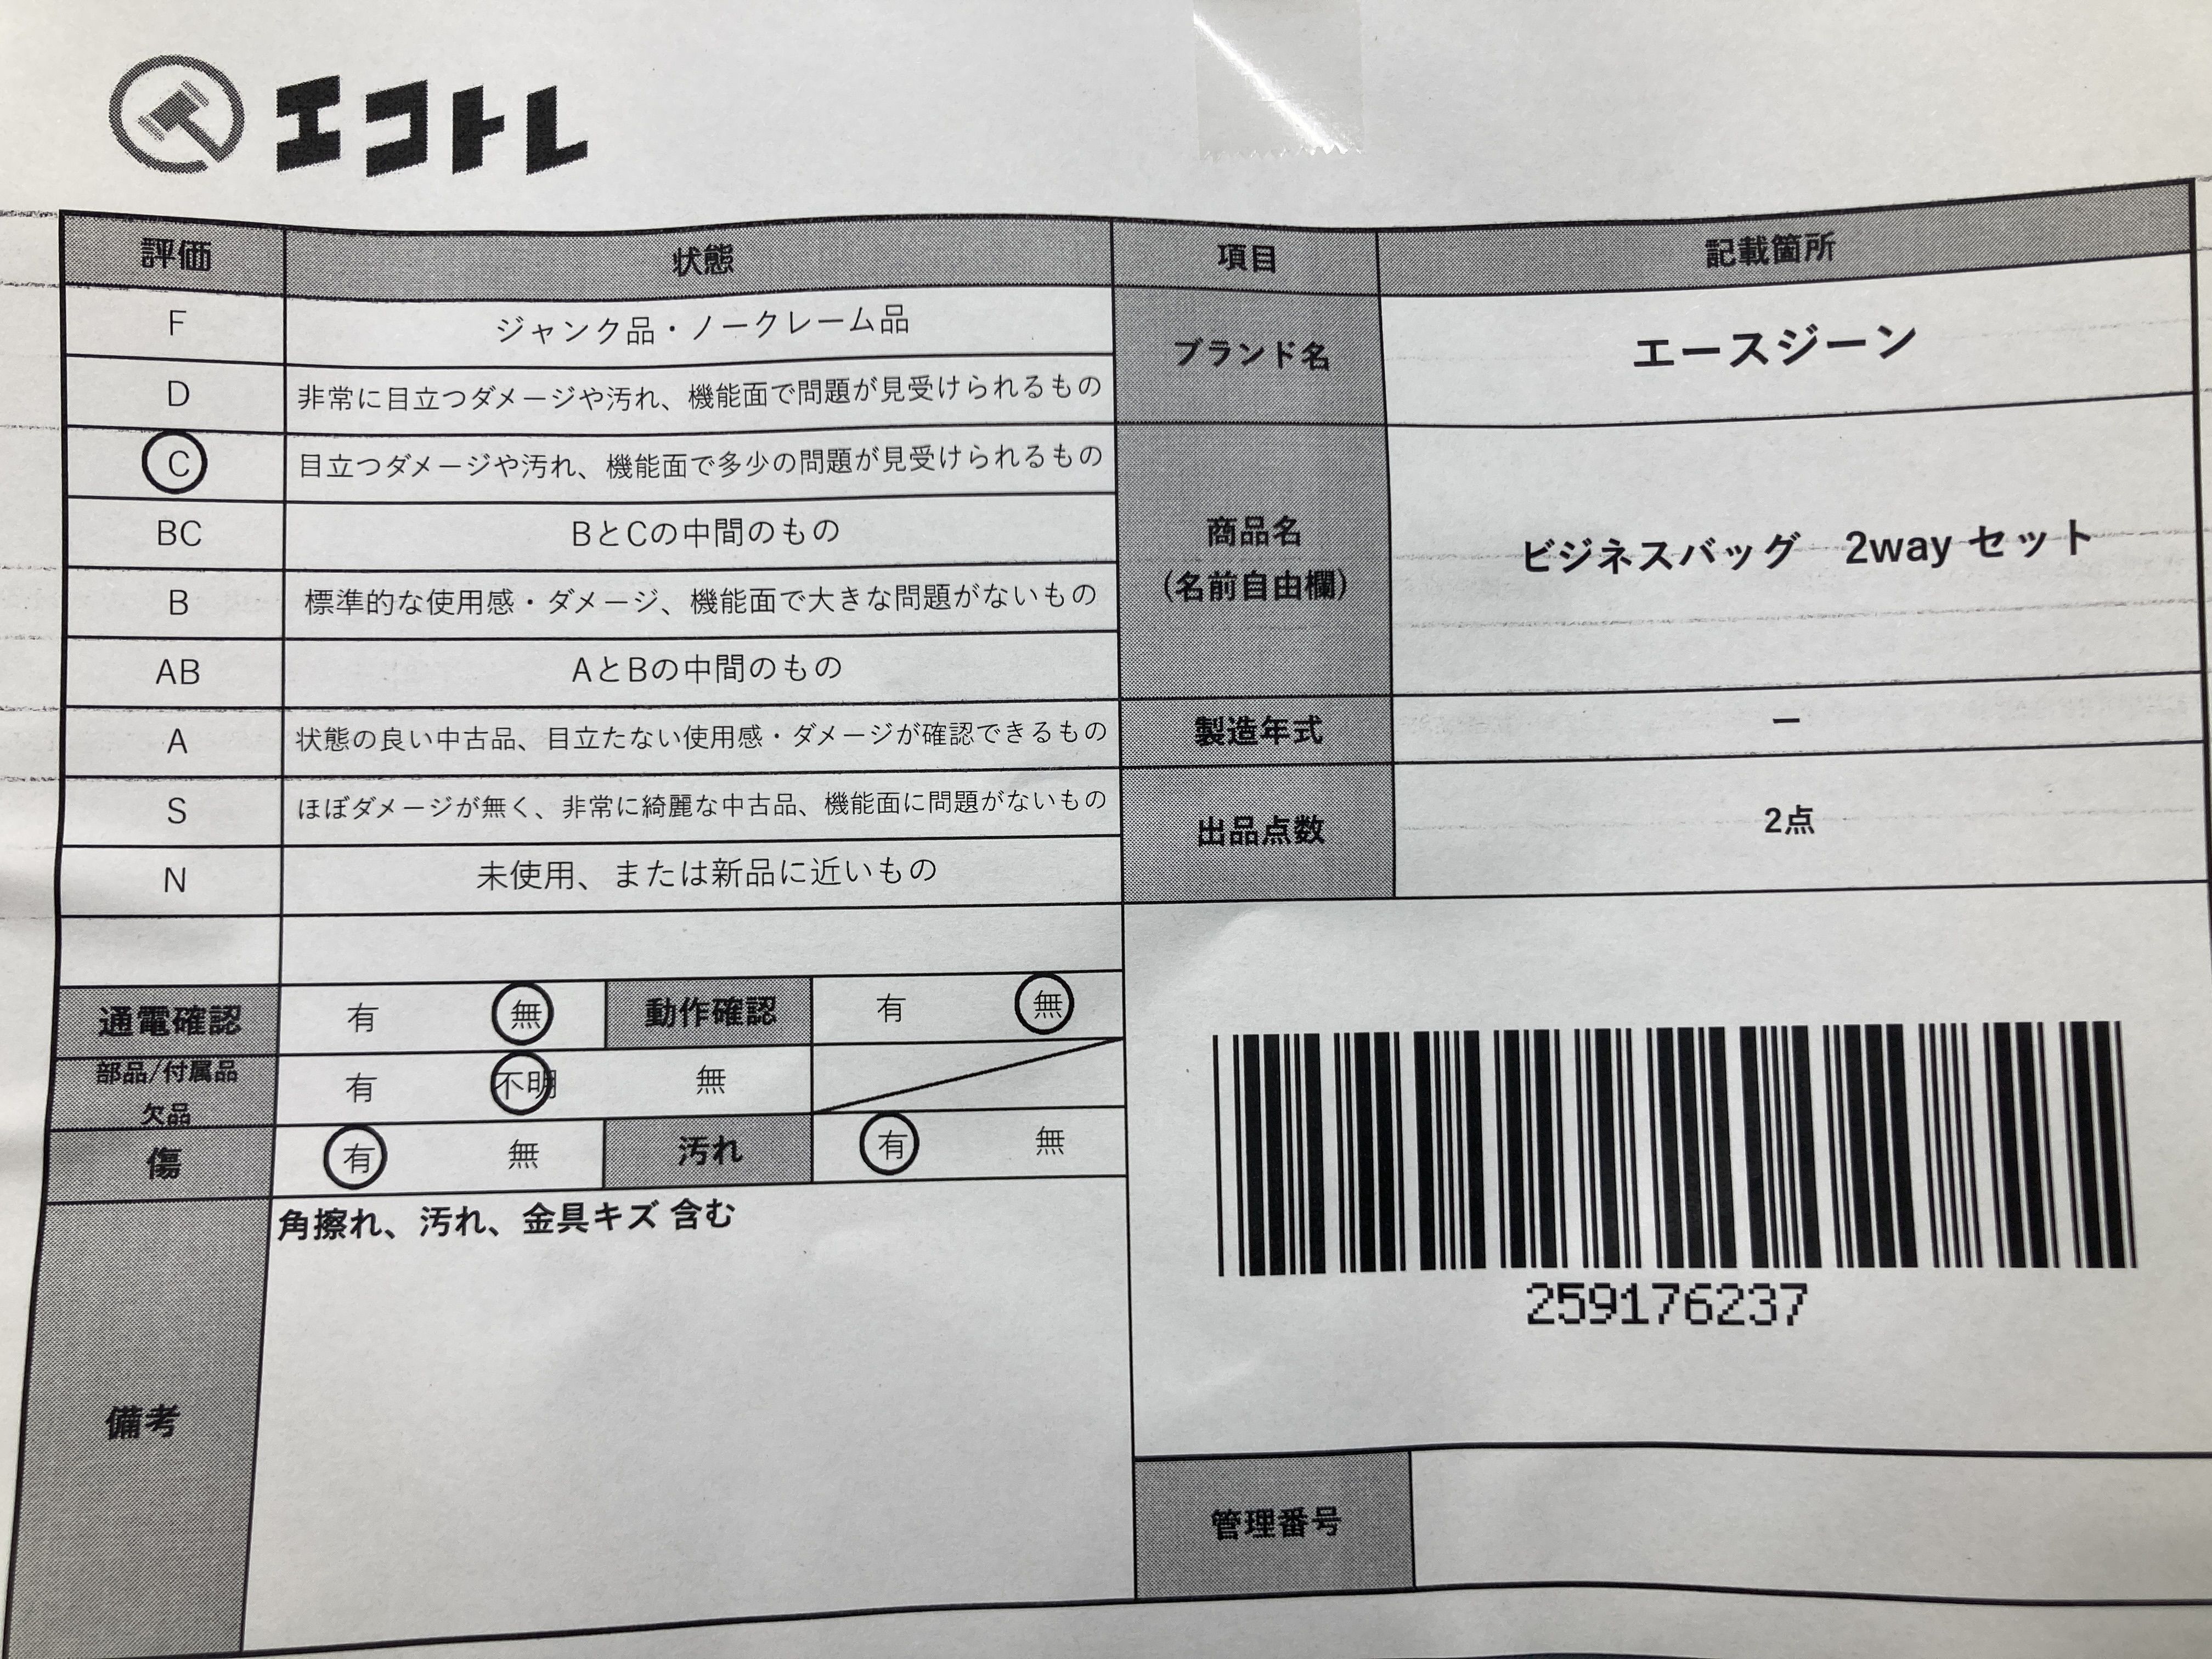 エコトレ
評価 状態 項目 記載箇所
F ジャンク品・ノークレーム品
D 非常に目立つダメージや汚れ、機能面で問題が見受けられるもの
ブランド名 エースジーン
C 目立つダメージや汚れ、機能面で多少の問題が見受けられるもの
BC BとCの中間のもの
B 標準的な使用感・ダメージ、機能面で大きな問題がないもの
AB AとBの中間のもの
商品名
(名前自由欄)
ビジネスバッグ 2way セット
A 状態の良い中古品、目立たない使用感・ダメージが確認できるもの
製造年式 ー
S ほぼダメージが無く、非常に綺麗な中古品、機能面に問題がないもの
N 未使用、または新品に近いもの
出品点数 2点
通電確認 有 無 動作確認 有 無
部品/付属品
欠品
有 不明 無
傷 有 無 汚れ 有 無
備考
角擦れ、汚れ、金具キズ 含む
259176237
管理番号